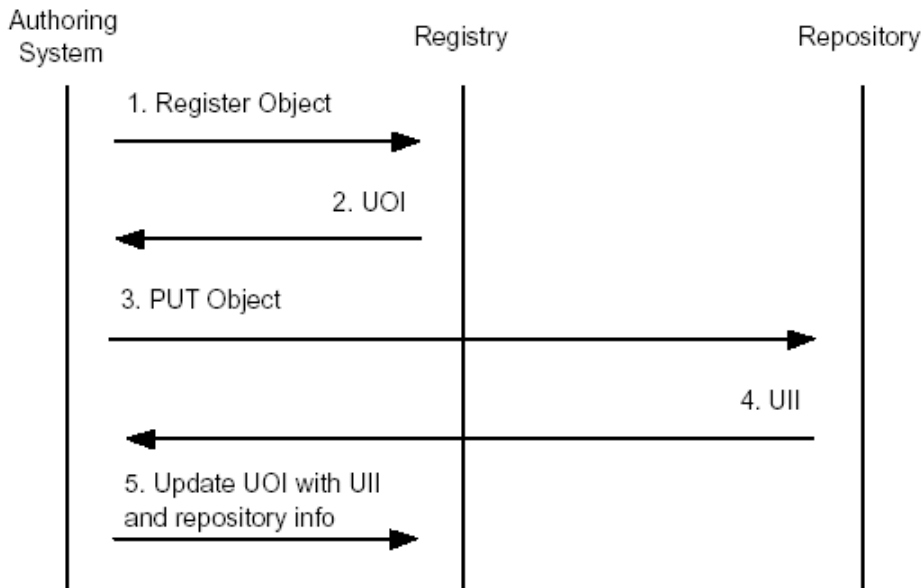 Authoring
System
Registry
Repository
1. Register Object
2. UOI
3. PUT Object
4. UII
5. Update UOI with UII
and repository info